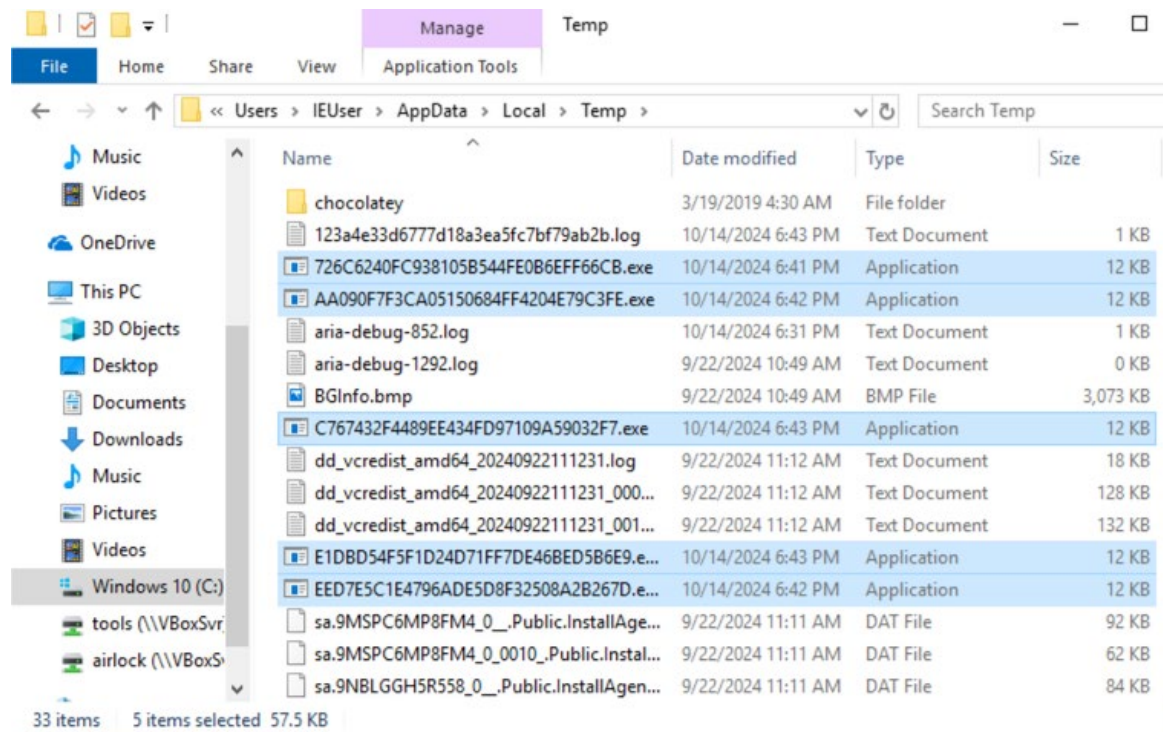 Manage Temp
File Home Share View Application Tools
« Users > IEUser > AppData > Local > Temp > Search Temp
Music
Videos
OneDrive
This PC
3D Objects
Desktop
Documents
Downloads
Music
Pictures
Videos
Windows 10 (C:)
tools (\\VBoxSvr
airlock (\\VBoxS
Name Date modified Type Size
chocolatey 3/19/2019 4:30 AM File folder
123a4e33d6777d18a3ea5fc7bf79ab2b.log 10/14/2024 6:43 PM Text Document 1 KB
726C6240FC938105B544FE0B6EFF66CB.exe 10/14/2024 6:41 PM Application 12 KB
AA090F7F3CA05150684FF4204E79C3FE.exe 10/14/2024 6:42 PM Application 12 KB
aria-debug-852.log 10/14/2024 6:31 PM Text Document 1 KB
aria-debug-1292.log 9/22/2024 10:49 AM Text Document 0 KB
BGInfo.bmp 9/22/2024 10:49 AM BMP File 3,073 KB
C767432F4489EE434FD97109A59032F7.exe 10/14/2024 6:43 PM Application 12 KB
dd_vcredist_amd64_20240922111231.log 9/22/2024 11:12 AM Text Document 18 KB
dd_vcredist_amd64_20240922111231_000... 9/22/2024 11:12 AM Text Document 128 KB
dd_vcredist_amd64_20240922111231_001... 9/22/2024 11:12 AM Text Document 132 KB
E1DBD54F5F1D24D71FF7DE46BED5B6E9.e... 10/14/2024 6:43 PM Application 12 KB
EED7E5C1E4796ADE5D8F32508A2B267D.e... 10/14/2024 6:42 PM Application 12 KB
sa.9MSPC6MP8FM4_0__.Public.InstallAge... 9/22/2024 11:11 AM DAT File 92 KB
sa.9MSPC6MP8FM4_0_0010_.Public.Instal... 9/22/2024 11:11 AM DAT File 62 KB
sa.9NBLGGH5R558_0__.Public.InstallAgen... 9/22/2024 11:11 AM DAT File 84 KB
33 items 5 items selected 57.5 KB